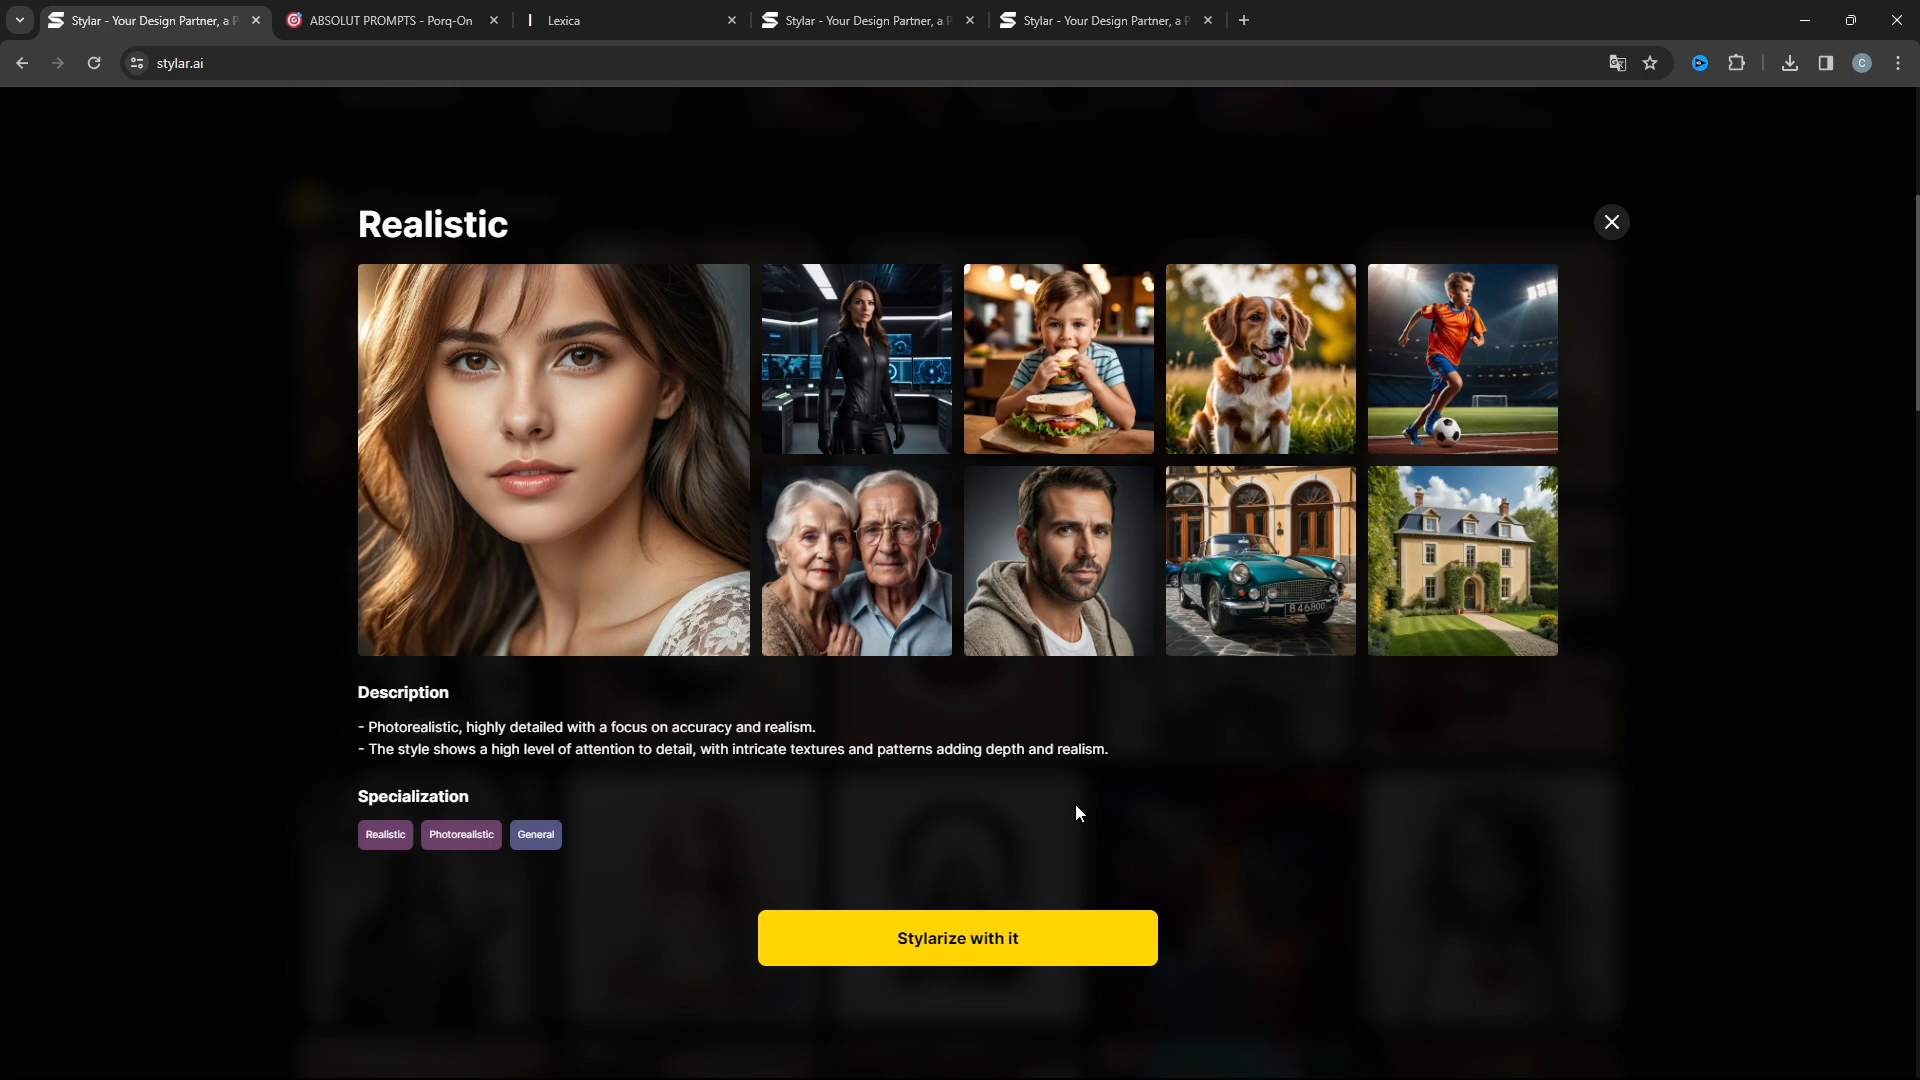 Stylar - Your Design Partner, a P
ABSOLUT PROMPTS - Porq-On
Lexica
Stylar - Your Design Partner, a P
Stylar - Your Design Partner, a P
stylar.ai
C
Realistic
846800
Description
- Photorealistic, highly detailed with a focus on accuracy and realism.
- The style shows a high level of attention to detail, with intricate textures and patterns adding depth and realism.
Specialization
Realistic
Photorealistic
General
Stylarize with it